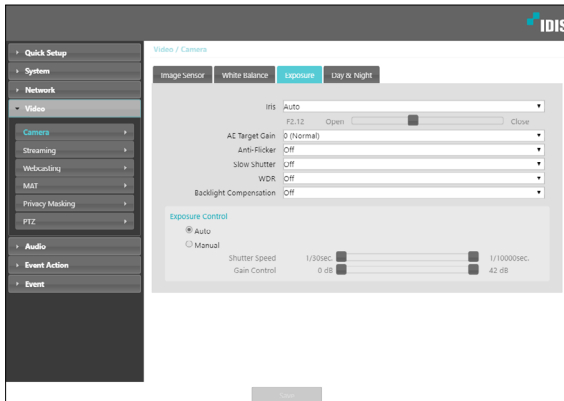 IDIS
Quick Setup
System
Network
Video
Camera
Streaming
Webcasting
MAT
Privacy Masking
PTZ
Audio
Event Action
Event
Video / Camera
Image Sensor White Balance Exposure Day & Night
Iris Auto
F2.12 Open Close
AE Target Gain 0 (Normal)
Anti-Flicker Off
Slow Shutter Off
WDR Off
Backlight Compensation Off
Exposure Control
Auto
Manual
Shutter Speed 1/30sec. 1/10000sec.
Gain Control 0 dB 42 dB
Save